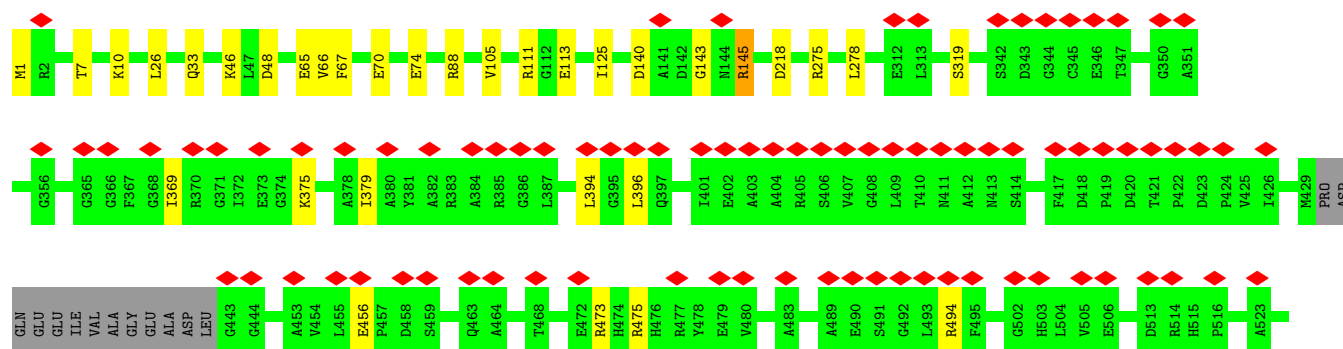 M1 R2 T7 K10 L26 Q33 K46 L47 D48 E65 V66 F67 E70 E74 R88 V105 R111 G112 E113 I125 D140 A141 D142 G143 N144 R145 D218 R275 L278 E312 L313 S319 S342 D343 G344 C345 E346 T347 G350 A351
G356 G365 G366 F367 G368 I369 R370 G371 I372 E373 G374 K375 A378 I379 A380 Y381 A382 R383 A384 R385 G386 L387 L394 G395 L396 Q397 I401 E402 A403 A404 R405 S406 V407 G408 L409 T410 N411 A412 N413 S414 F417 D418 P419 D420 T421 P422 D423 P424 V425 I426 M429 PRO ASP
GLN GLU GLU ILE VAL ALA GLY GLU ALA ASP LEU G443 G444 A453 V454 L455 E456 P457 D458 S459 Q463 A464 T468 E472 R473 H474 R475 H476 R477 Y478 E479 V480 A483 A489 E490 S491 G492 L493 R494 F495 G502 H503 L504 V505 E506 D513 R514 H515 P516 A523